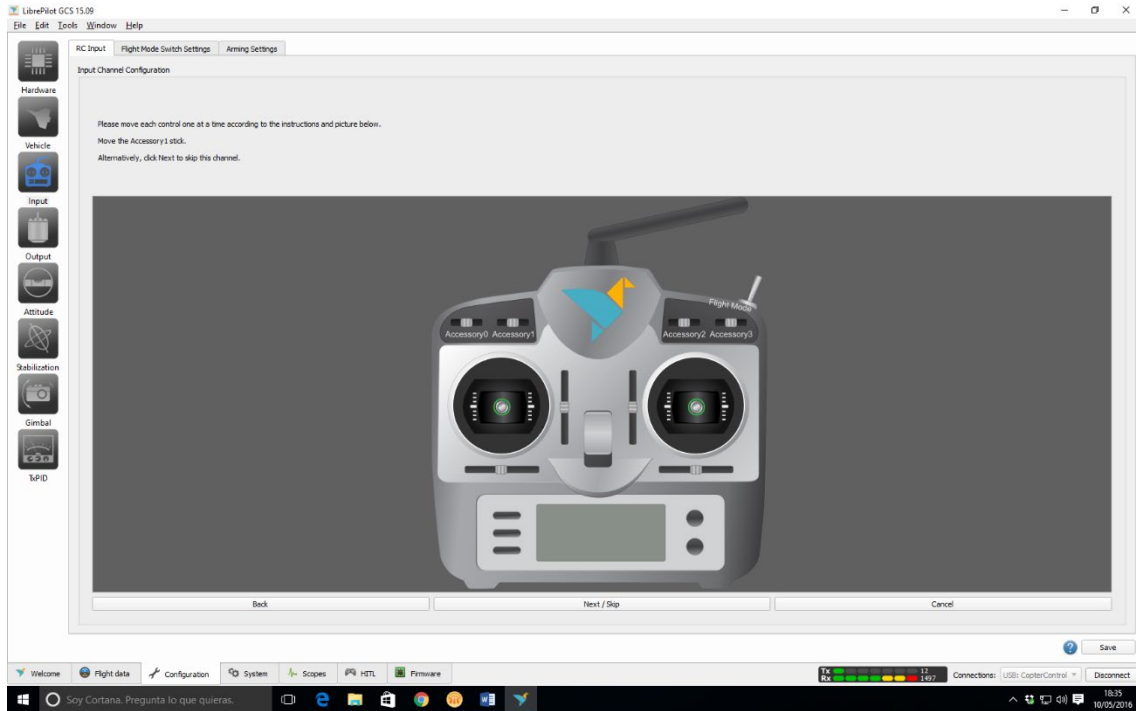 LibrePilot GCS 15.09
File Edit Tools Window Help
RC Input Flight Mode Switch Settings Arming Settings
Input Channel Configuration
Hardware
Please move each control one at a time according to the instructions and picture below.
Move the Accessory1 stick.
Alternatively, click Next to skip this channel.
Vehicle
Input
Output
Attitude
Stabilization
Gimbal
TxPID
Flight Mode
Accessory0 Accessory1 Accessory2 Accessory3
Back Next / Skip Cancel
Save
Welcome Flight data Configuration System Scopes HITL Firmware
Tx 12
Rx 1497
Connections: USB: CopterControl Disconnect
Soy Cortana. Pregunta lo que quieras.
18:35
10/05/2016